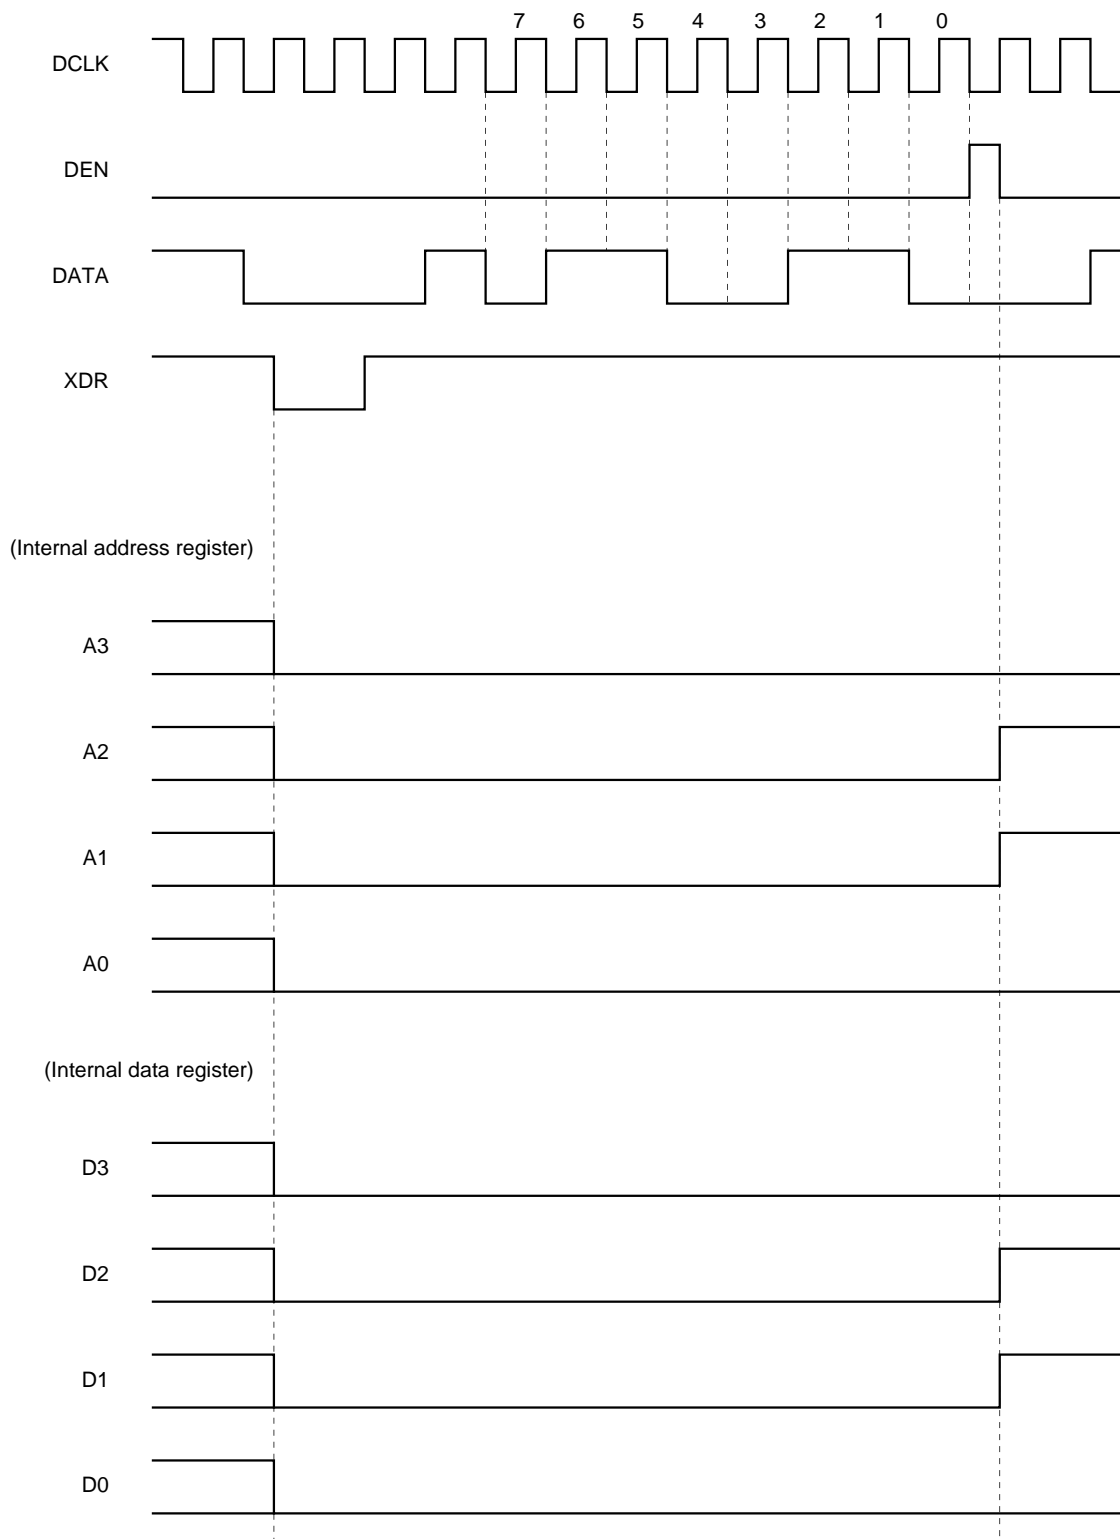 7 6 5 4 3 2 1 0
DCLK
DEN
DATA
XDR
(Internal address register)
A3
A2
A1
A0
(Internal data register)
D3
D2
D1
D0